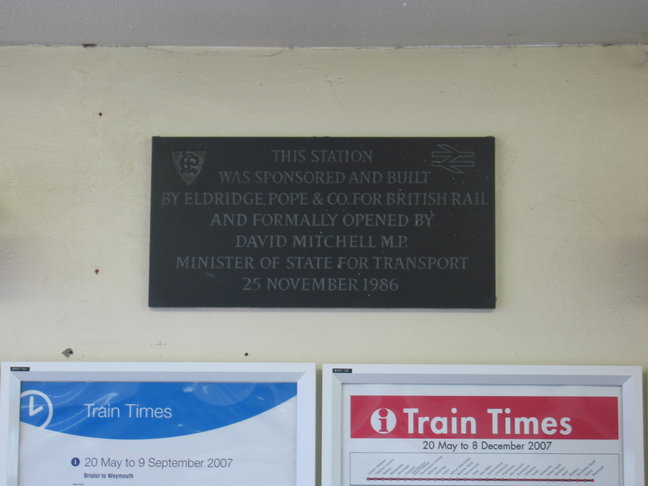 THIS STATION
WAS SPONSORED AND BUILT
BY ELDRIDGE, POPE & CO. FOR BRITISH RAIL
AND FORMALLY OPENED BY
DAVID MITCHELL M.P.
MINISTER OF STATE FOR TRANSPORT
25 NOVEMBER 1986
Train Times
20 May to 9 September 2007
Bristol to Weymouth
i Train Times
20 May to 8 December 2007